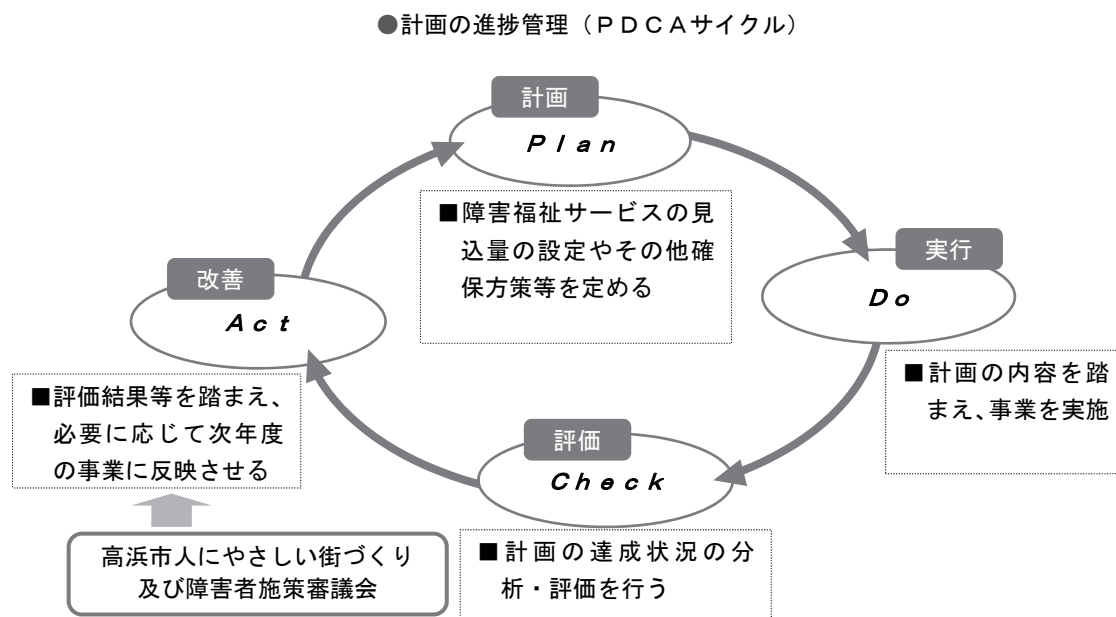 ●計画の進捗管理（ＰＤＣＡサイクル）
計画
Ｐｌａｎ
■障害福祉サービスの見
込量の設定やその他確
保方策等を定める
実行
Ｄｏ
■計画の内容を踏
まえ、事業を実施
評価
Ｃｈｅｃｋ
■計画の達成状況の分
析・評価を行う
改善
Ａｃｔ
■評価結果等を踏まえ、
必要に応じて次年度
の事業に反映させる
高浜市人にやさしい街づくり
及び障害者施策審議会